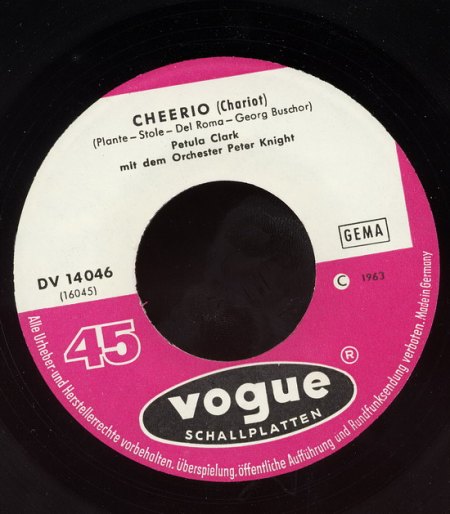 CHEERIO (Chariot)
(Plante – Stole – Del Roma – Georg Buschor)
Petula Clark
mit dem Orchester Peter Knight
GEMA
DV 14046
(16045)
C 1963
45
®
vogue
SCHALLPLATTEN
Alle Urheber- und Herstellerrechte vorbehalten. Überspielung, öffentliche Aufführung und Rundfunksendung verboten. Made in Germany